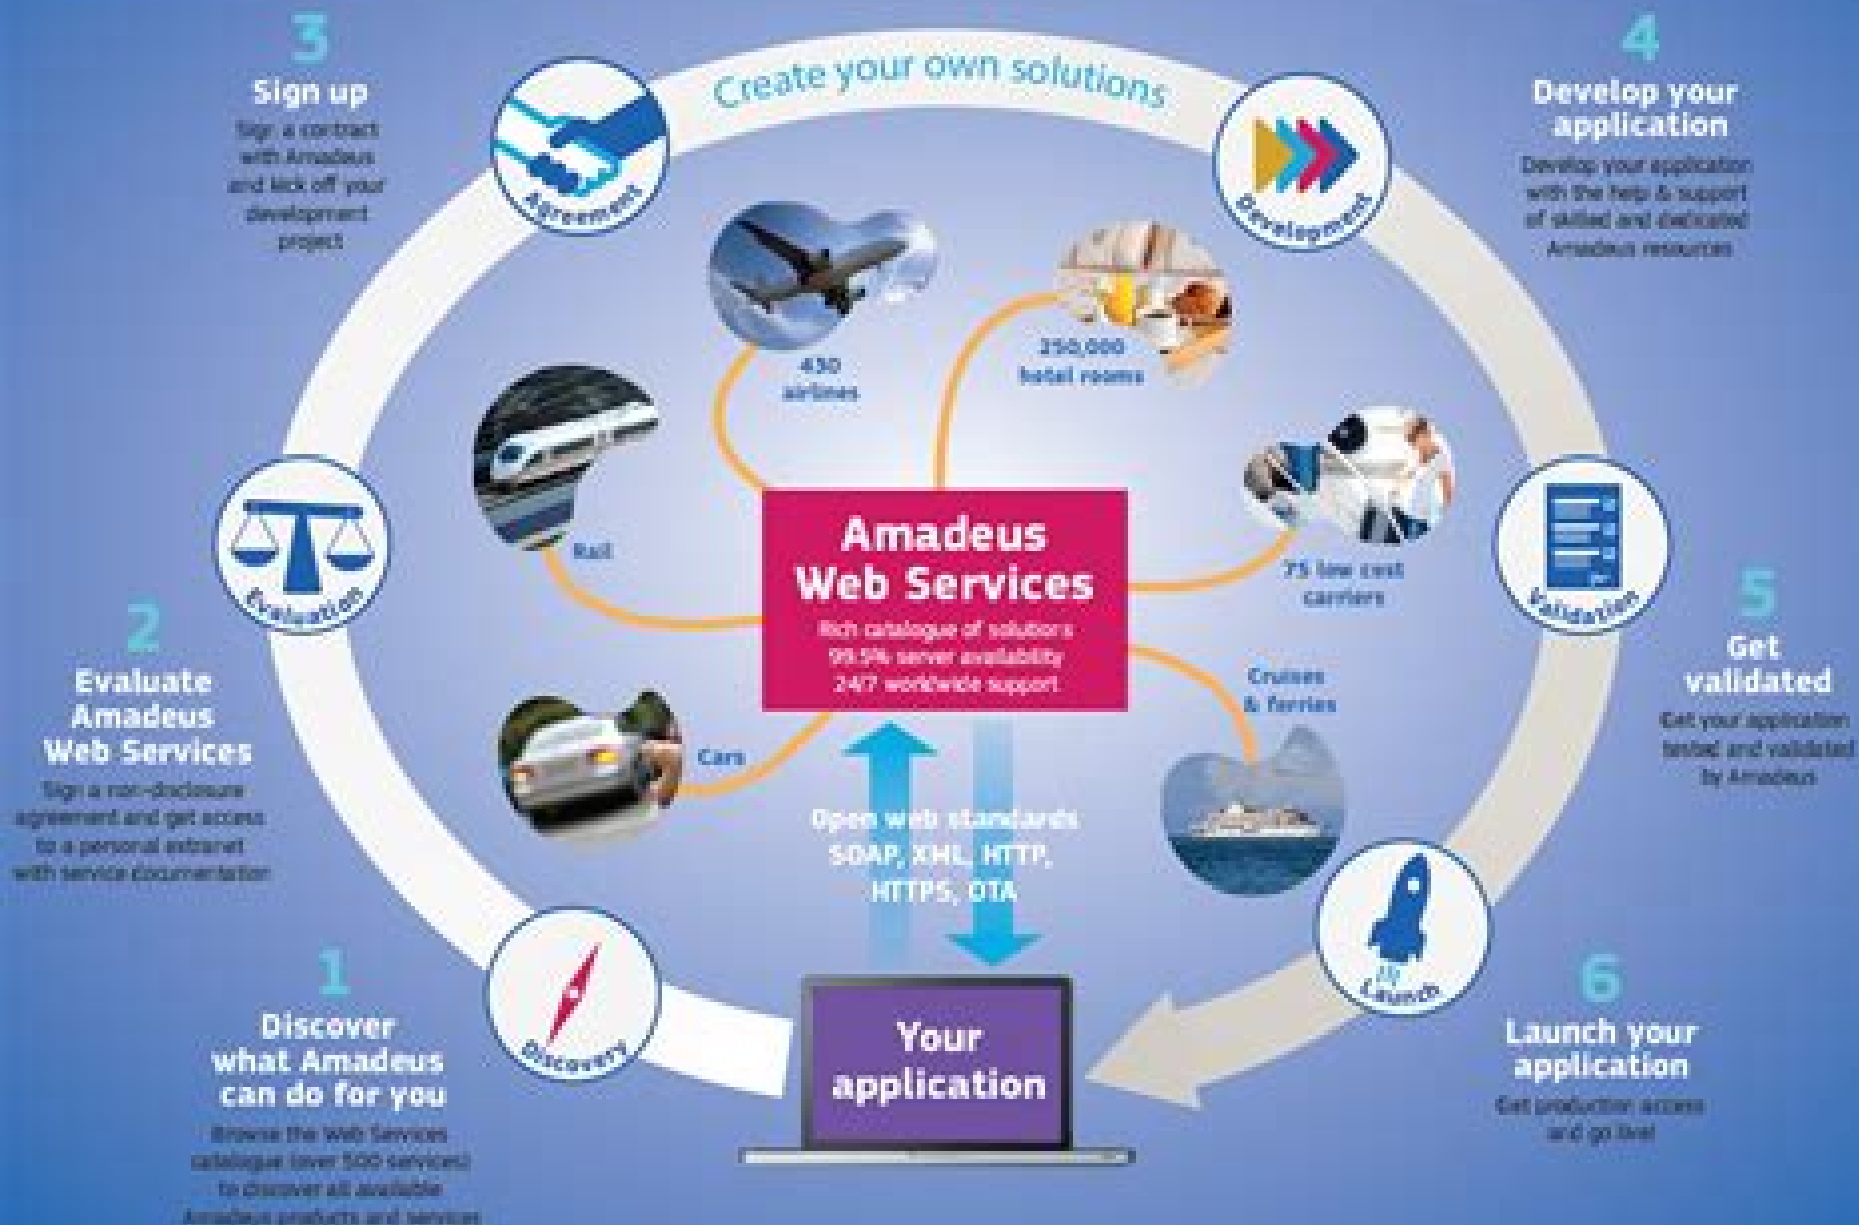 Create your own solutions
3
Sign up
Sign a contract
with Amadeus
and kick off your
development
project
Agreement
4
Develop your
application
Develop your application
with the help & support
of skilled and dedicated
Amadeus resources
Development
430
airlines
250,000
hotel rooms
Rail
75 low cost
carriers
Cruises
& ferries
Cars
Amadeus
Web Services
Rich catalogue of solutions
99.5% server availability
24/7 worldwide support
Open web standards
SOAP, XML, HTTP,
HTTPS, OTA
Your
application
Evaluation
2
Evaluate
Amadeus
Web Services
Sign a non-disclosure
agreement and get access
to a personal extranet
with service documentation
Validation
5
Get
validated
Get your application
tested and validated
by Amadeus
Discovery
1
Discover
what Amadeus
can do for you
Browse the Web Services
catalogue (over 500 services)
to discover all available
Amadeus products and services
Launch
6
Launch your
application
Get production access
and go live!